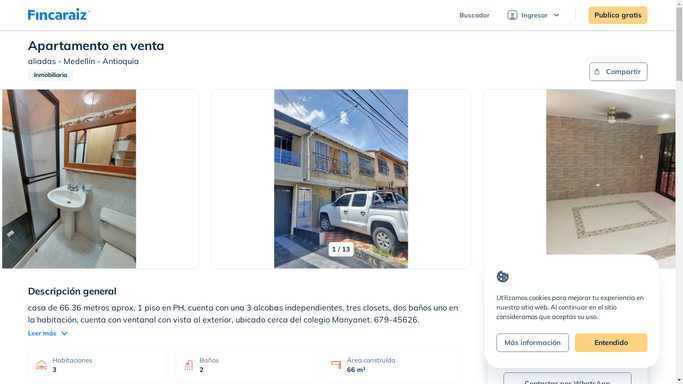 Fincaraiz
Buscador
Ingresar
Publica gratis
Apartamento en venta
aliadas - Medellín - Antioquia
Inmobiliaria
Compartir
1 / 13
Descripción general
casa de 66.36 metros aprox, 1 piso en PH, cuenta con una 3 alcobas independientes, tres closets, dos baños uno en
la habitación, cuenta con ventanal con vista al exterior, ubicado cerca del colegio Manyanet. 679-45626.
Leer más
Habitaciones
3
Baños
2
Área construida
66 m²
Utilizamos cookies para mejorar tu experiencia en
nuestro sitio web. Al continuar en el sitio
consideramos que aceptas su uso.
Más información
Entendido
Contactar por WhatsApp